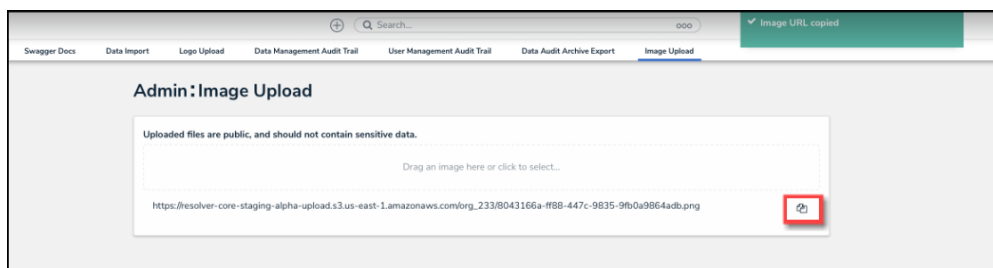 Search...
Image URL copied
Swagger Docs Data Import Logo Upload Data Management Audit Trail User Management Audit Trail Data Audit Archive Export Image Upload
Admin:Image Upload
Uploaded files are public, and should not contain sensitive data.
Drag an image here or click to select...
https://resolver-core-staging-alpha-upload.s3.us-east-1.amazonaws.com/org_233/8043166a-ff88-447c-9835-9fb0a9864adb.png